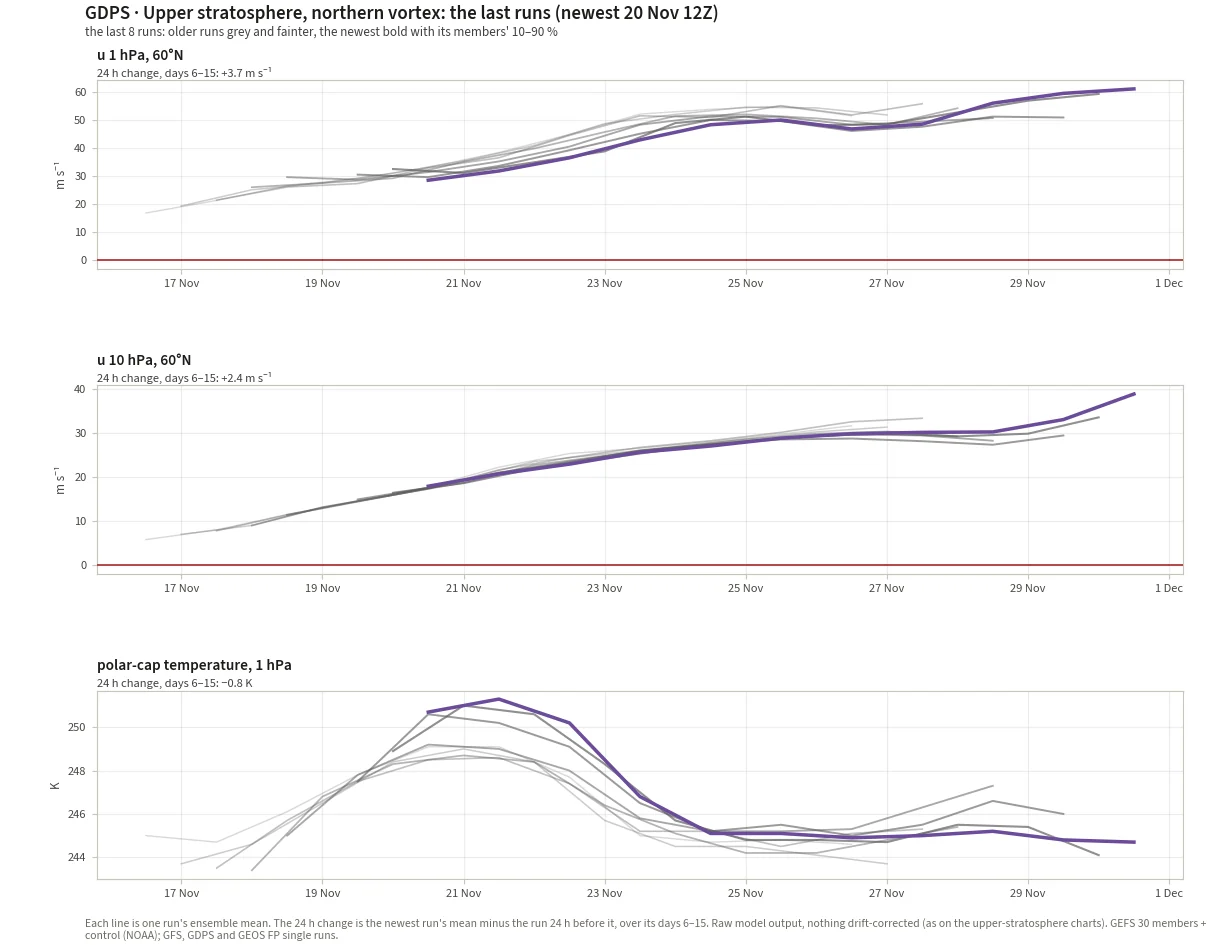 GDPS · Upper stratosphere, northern vortex: the last runs (newest 20 Nov 12Z)
the last 8 runs: older runs grey and fainter, the newest bold with its members' 10–90 %
u 1 hPa, 60°N
24 h change, days 6–15: +3.7 m s⁻¹
60
50
40
30
20
10
0
m s⁻¹
17 Nov 19 Nov 21 Nov 23 Nov 25 Nov 27 Nov 29 Nov 1 Dec
u 10 hPa, 60°N
24 h change, days 6–15: +2.4 m s⁻¹
40
30
20
10
0
m s⁻¹
17 Nov 19 Nov 21 Nov 23 Nov 25 Nov 27 Nov 29 Nov 1 Dec
polar-cap temperature, 1 hPa
24 h change, days 6–15: −0.8 K
250
248
246
244
K
17 Nov 19 Nov 21 Nov 23 Nov 25 Nov 27 Nov 29 Nov 1 Dec
Each line is one run's ensemble mean. The 24 h change is the newest run's mean minus the run 24 h before it, over its days 6–15. Raw model output, nothing drift-corrected (as on the upper-stratosphere charts). GEFS 30 members +
control (NOAA); GFS, GDPS and GEOS FP single runs.